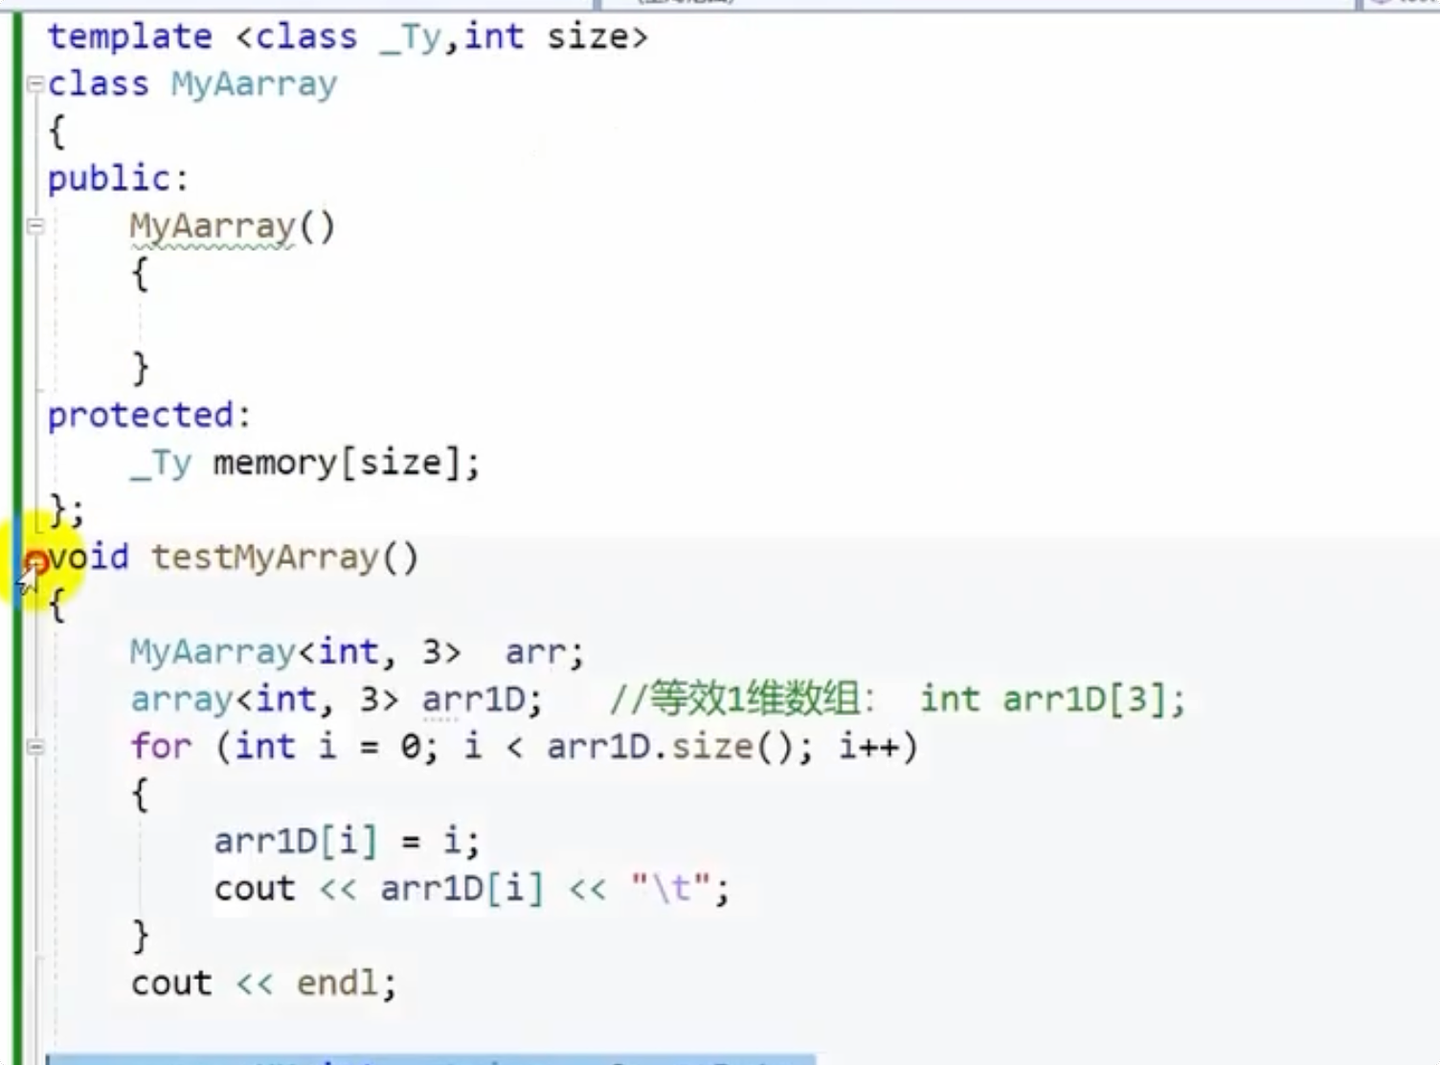 template <class _Ty,int size>
class MyAarray
{
public:
    MyAarray()
    {
    }
protected:
    _Ty memory[size];
};
void testMyArray()
{
    MyAarray<int, 3>  arr;
    array<int, 3> arr1D;   //等效1维数组： int arr1D[3];
    for (int i = 0; i < arr1D.size(); i++)
    {
        arr1D[i] = i;
        cout << arr1D[i] << "\t";
    }
    cout << endl;